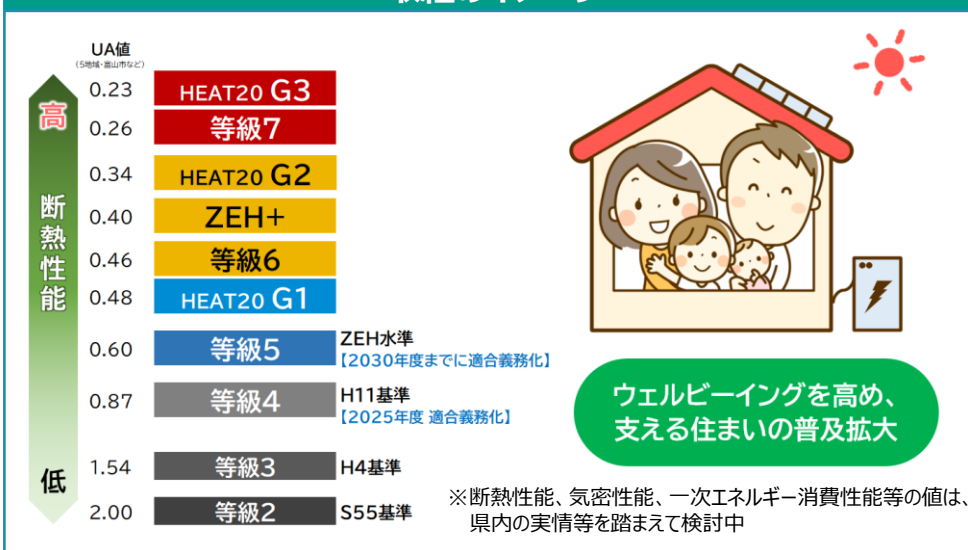 UA値
(5地域・富山市など)
高
断熱性能
低
0.23 HEAT20 G3
0.26 等級7
0.34 HEAT20 G2
0.40 ZEH+
0.46 等級6
0.48 HEAT20 G1
0.60 等級5 ZEH水準
【2030年度までに適合義務化】
0.87 等級4 H11基準
【2025年度 適合義務化】
1.54 等級3 H4基準
2.00 等級2 S55基準
ウェルビーイングを高め、
支える住まいの普及拡大
※断熱性能、気密性能、一次エネルギー消費性能等の値は、
県内の実情等を踏まえて検討中